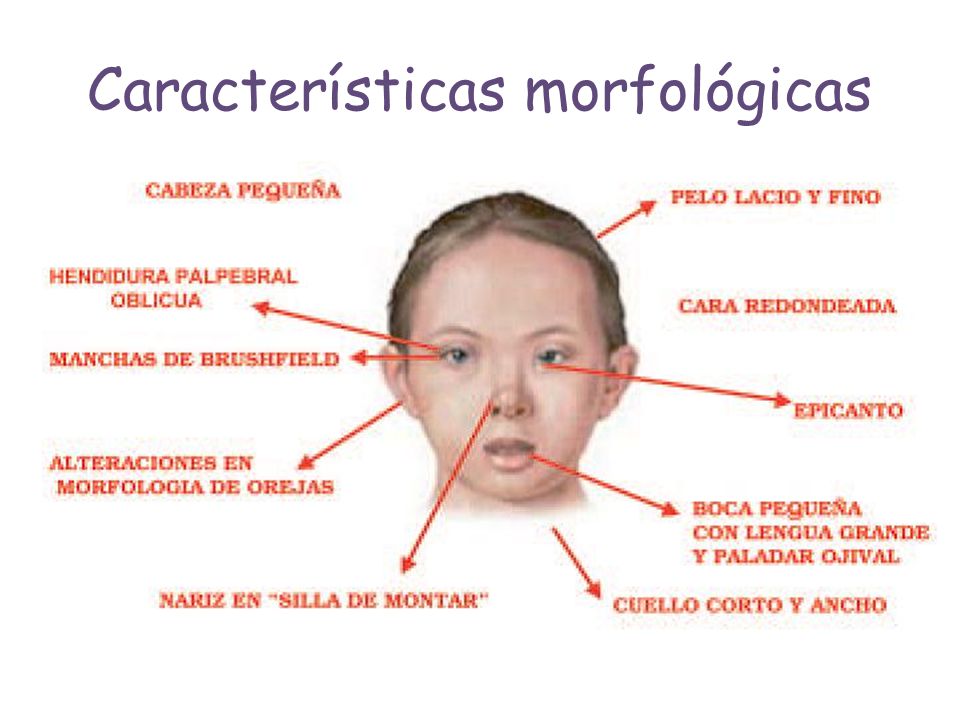 Características morfológicas
CABEZA PEQUEÑA
PELO LACIO Y FINO
HENDIDURA PALPEBRAL
OBLICUA
CARA REDONDEADA
MANCHAS DE BRUSHFIELD
EPICANTO
ALTERACIONES EN
MORFOLOGIA DE OREJAS
BOCA PEQUEÑA
CON LENGUA GRANDE
Y PALADAR OJIVAL
NARIZ EN "SILLA DE MONTAR"
CUELLO CORTO Y ANCHO